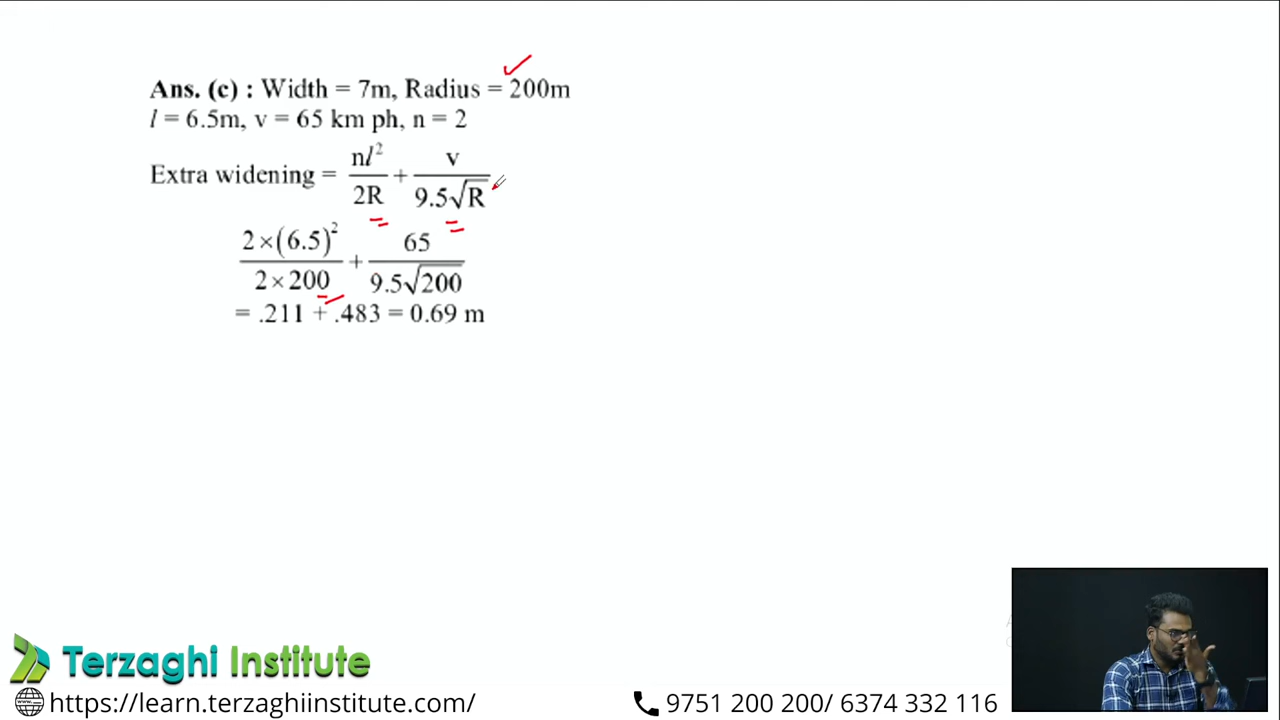 Ans. (c) : Width = 7m, Radius = 200m
l = 6.5m, v = 65 km ph, n = 2
Extra widening = nl²/2R + v/9.5√R
2×(6.5)²/2×200 + 65/9.5√200
= .211 + .483 = 0.69 m
Terzaghi Institute
https://learn.terzaghiinstitute.com/
9751 200 200/ 6374 332 116